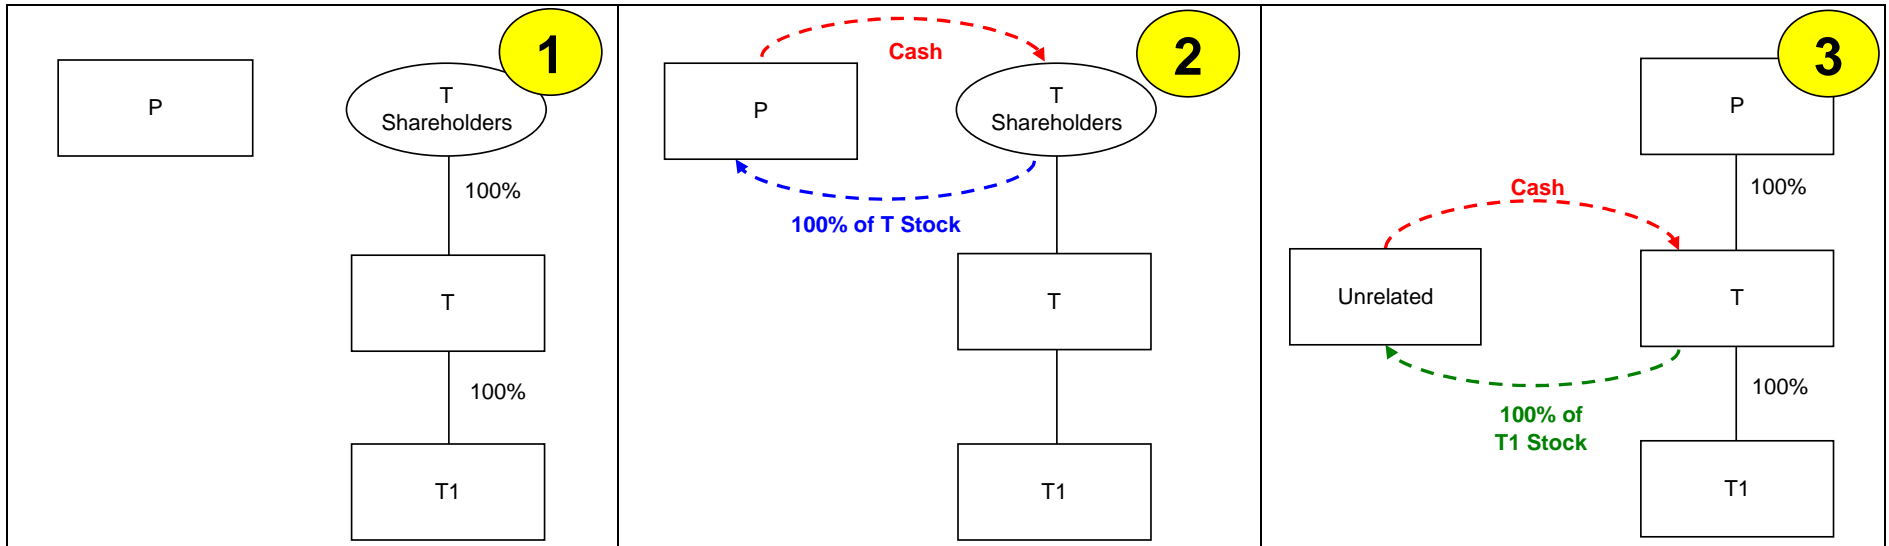 1
P
T
Shareholders
100%
T
100%
T1
2
Cash
P
T
Shareholders
100% of T Stock
T
T1
3
P
100%
Cash
Unrelated
T
100%
100% of
T1 Stock
T1